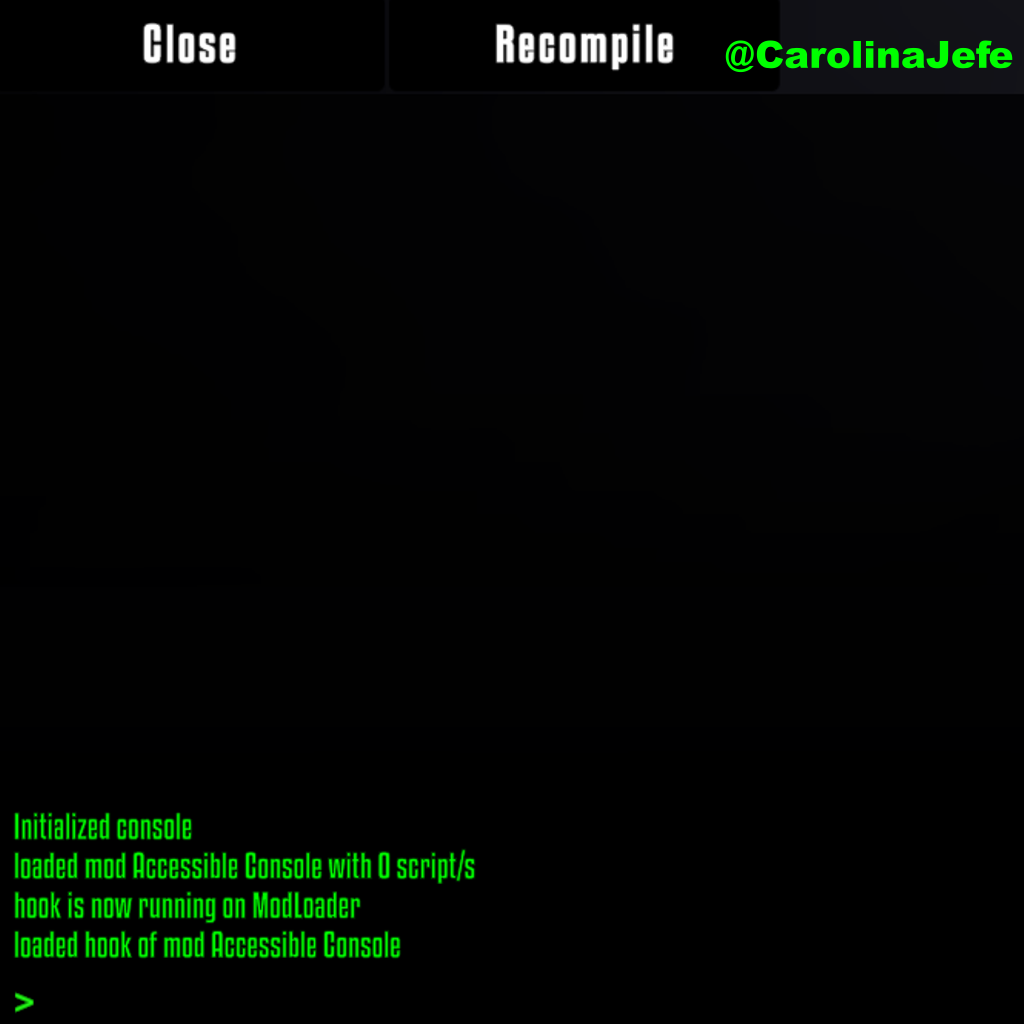 Close
Recompile
@CarolinaJefe
Initialized console
loaded mod Accessible Console with 0 script/s
hook is now running on ModLoader
loaded hook of mod Accessible Console
>